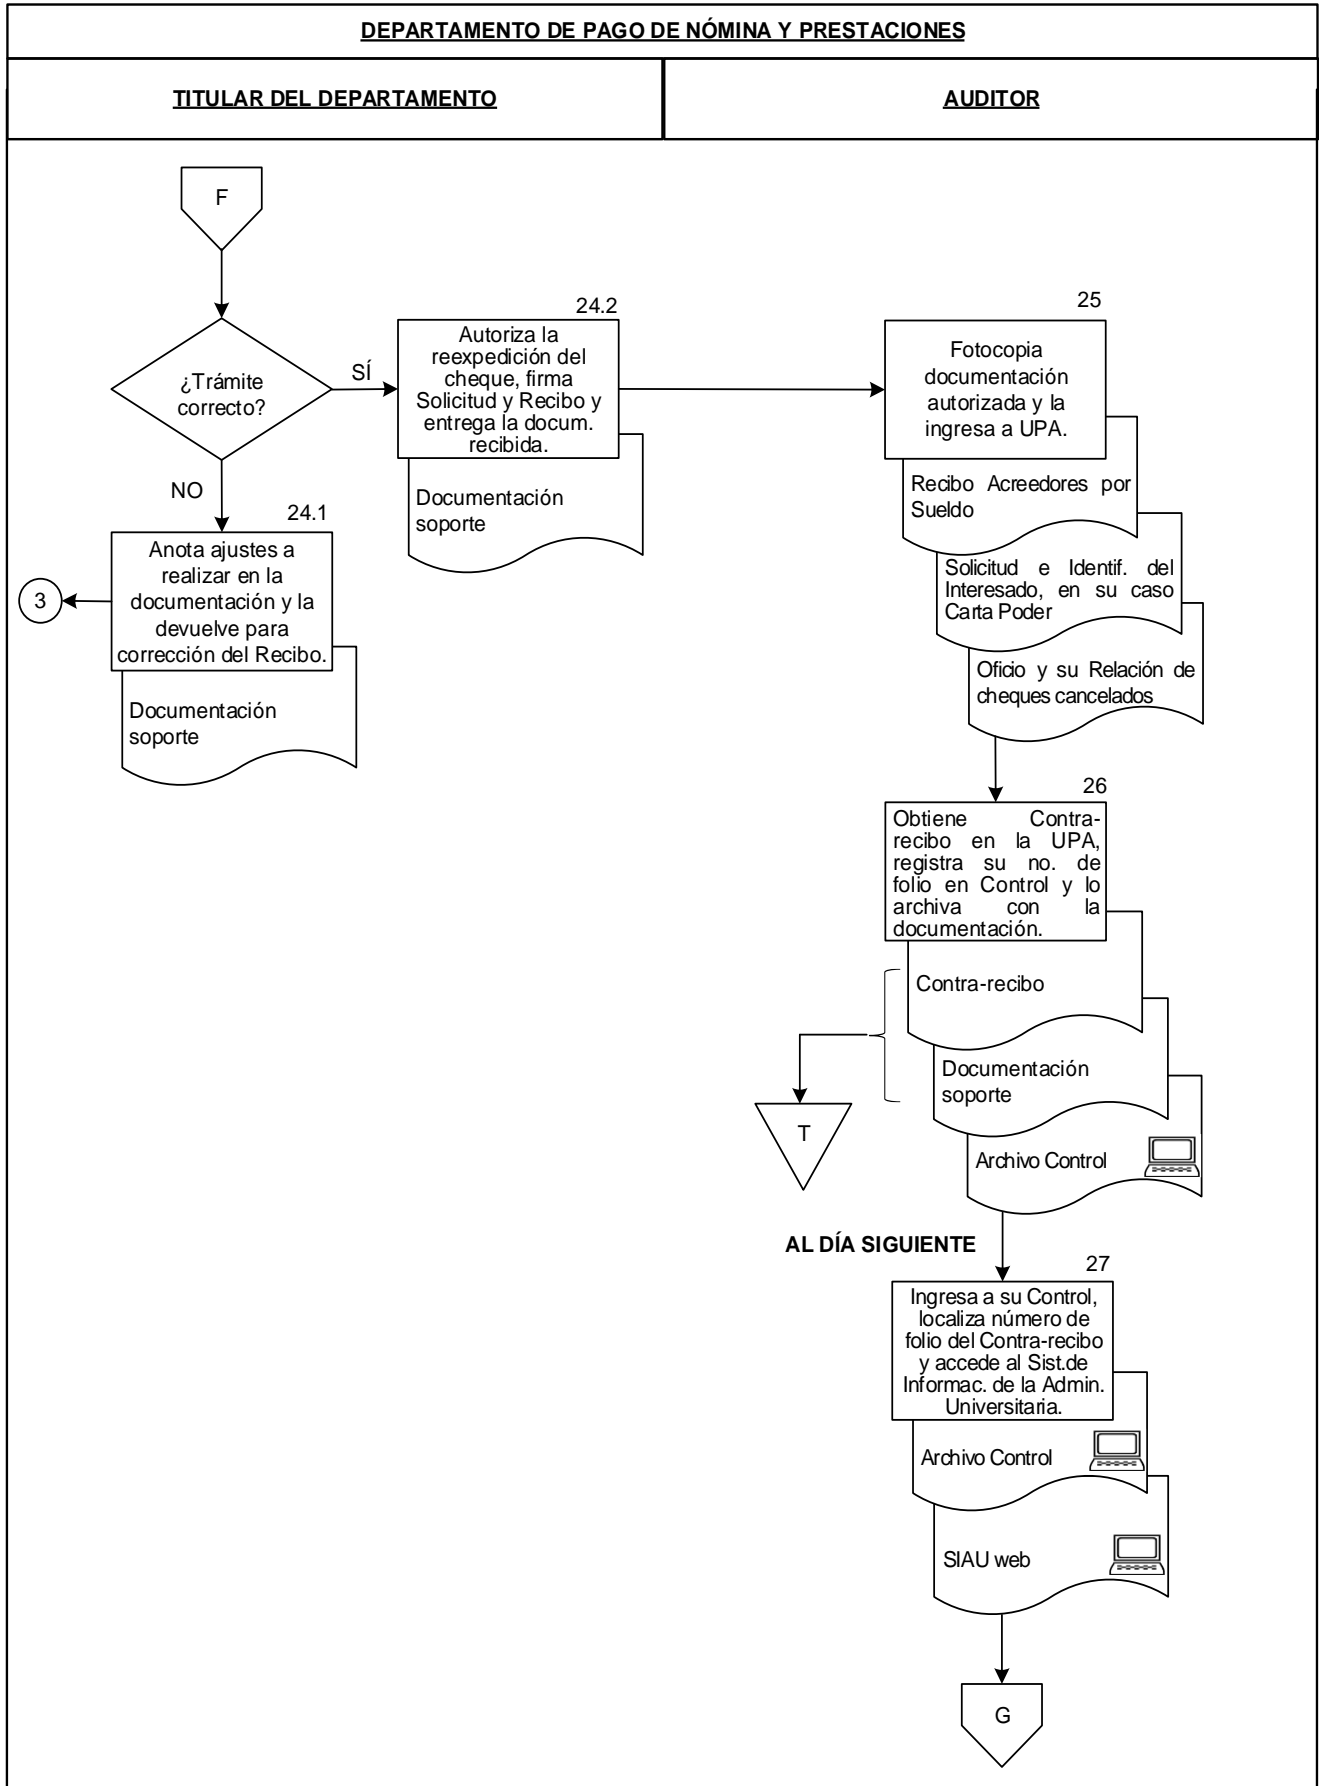 DEPARTAMENTO DE PAGO DE NÓMINA Y PRESTACIONES
TITULAR DEL DEPARTAMENTO
AUDITOR
F
¿Trámite
correcto?
SÍ
NO
24.2
Autoriza la
reexpedición del
cheque, firma
Solicitud y Recibo y
entrega la docum.
recibida.
Documentación
soporte
24.1
Anota ajustes a
realizar en la
documentación y la
devuelve para
corrección del Recibo.
3
Documentación
soporte
25
Fotocopia
documentación
autorizada y la
ingresa a UPA.
Recibo Acreedores por
Sueldo
Solicitud e Identif. del
Interesado, en su caso
Carta Poder
Oficio y su Relación de
cheques cancelados
26
Obtiene Contra-
recibo en la UPA,
registra su no. de
folio en Control y lo
archiva con la
documentación.
Contra-recibo
Documentación
soporte
T
Archivo Control
AL DÍA SIGUIENTE
27
Ingresa a su Control,
localiza número de
folio del Contra-recibo
y accede al Sist.de
Informac. de la Admin.
Universitaria.
Archivo Control
SIAU web
G